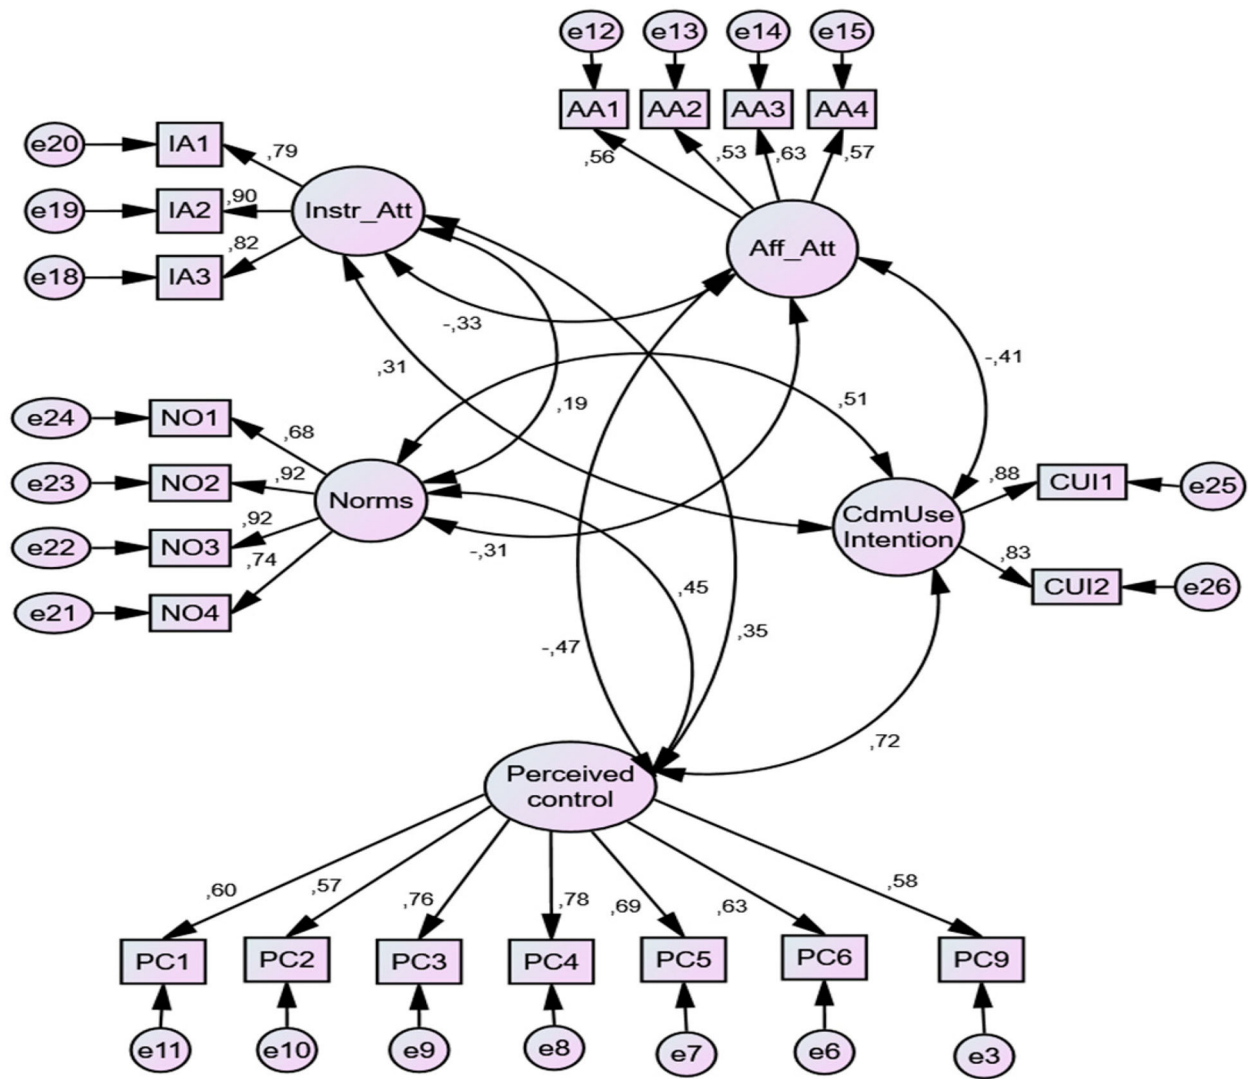 e12 e13 e14 e15
AA1 AA2 AA3 AA4
,56 ,53 ,63 ,57
e20 IA1 ,79
e19 IA2 ,90
e18 IA3 ,82
Instr_Att
Aff_Att
-,33
,31
,19
-,41
,51
e24 NO1 ,68
e23 NO2 ,92
e22 NO3 ,92
e21 NO4 ,74
Norms
-,31
CdmUse
Intention
,88 CUI1 e25
,83 CUI2 e26
,45
,35
-,47
,72
Perceived
control
,60 ,57 ,76 ,78 ,69 ,63 ,58
PC1 PC2 PC3 PC4 PC5 PC6 PC9
e11 e10 e9 e8 e7 e6 e3